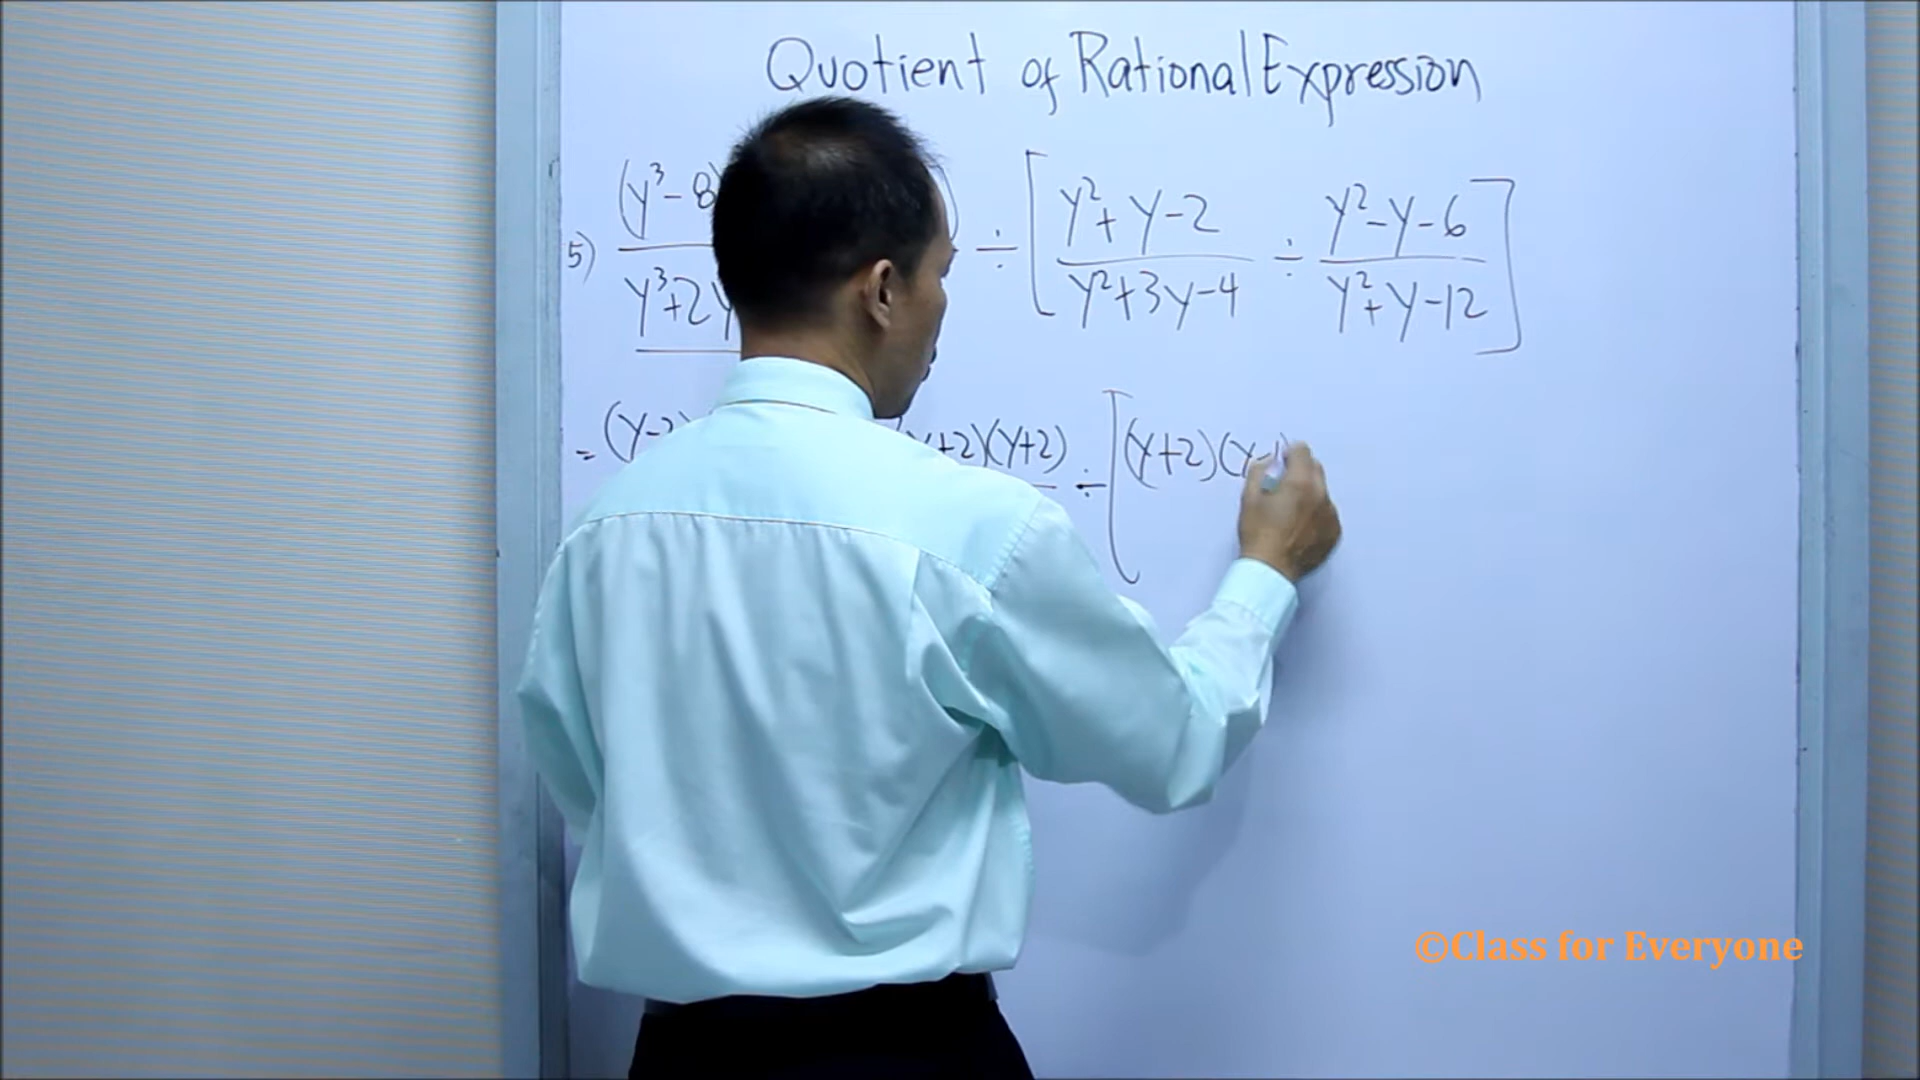 Quotient of Rational Expression
5) (y³-8) ) ÷ [ y²+y-2 ÷ y²-y-6 ]
y³+2y y²+3y-4 y²+y-12
= (y-2) +2)(y+2) ÷ [ (y+2)(y-1)
©Class for Everyone